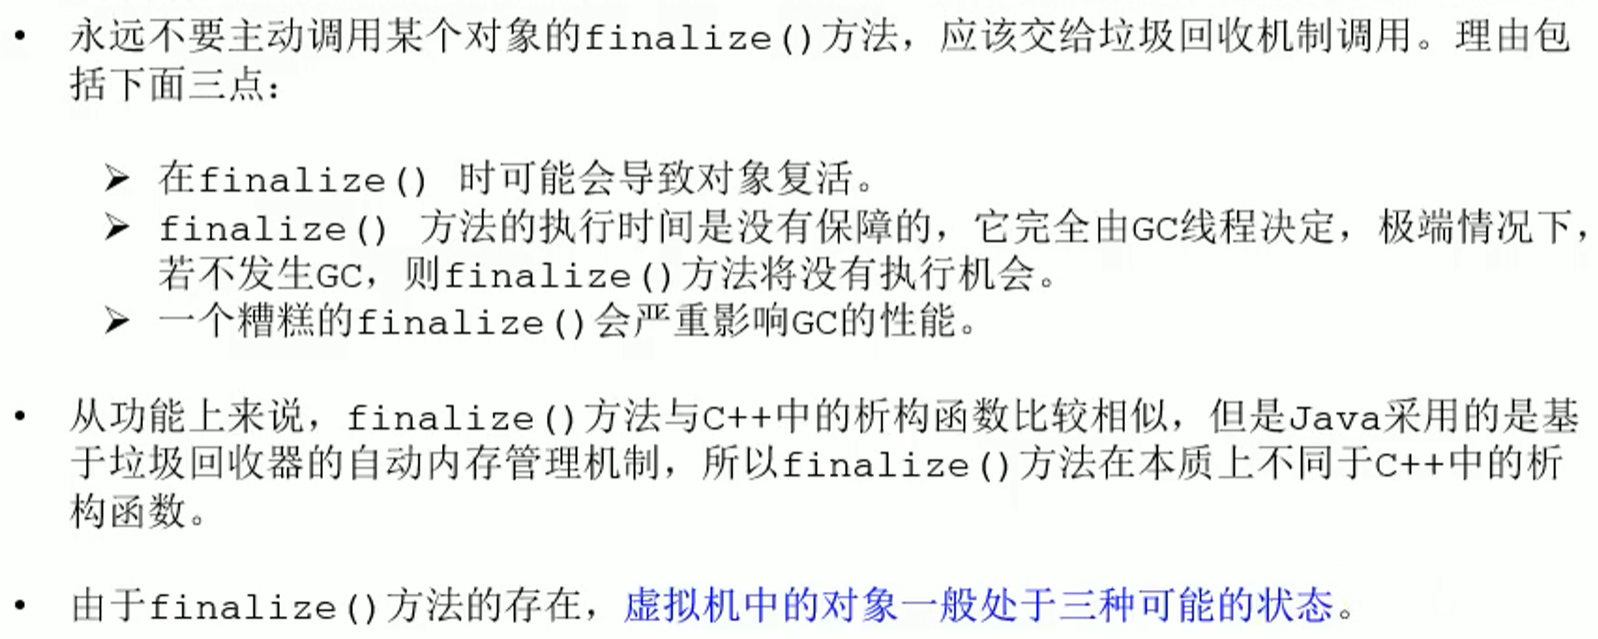 • 永远不要主动调用某个对象的finalize()方法，应该交给垃圾回收机制调用。理由包
括下面三点：
➢ 在finalize() 时可能会导致对象复活。
➢ finalize() 方法的执行时间是没有保障的，它完全由GC线程决定，极端情况下，
若不发生GC，则finalize()方法将没有执行机会。
➢ 一个糟糕的finalize()会严重影响GC的性能。
• 从功能上来说，finalize()方法与C++中的析构函数比较相似，但是Java采用的是基
于垃圾回收器的自动内存管理机制，所以finalize()方法在本质上不同于C++中的析
构函数。
• 由于finalize()方法的存在，虚拟机中的对象一般处于三种可能的状态。